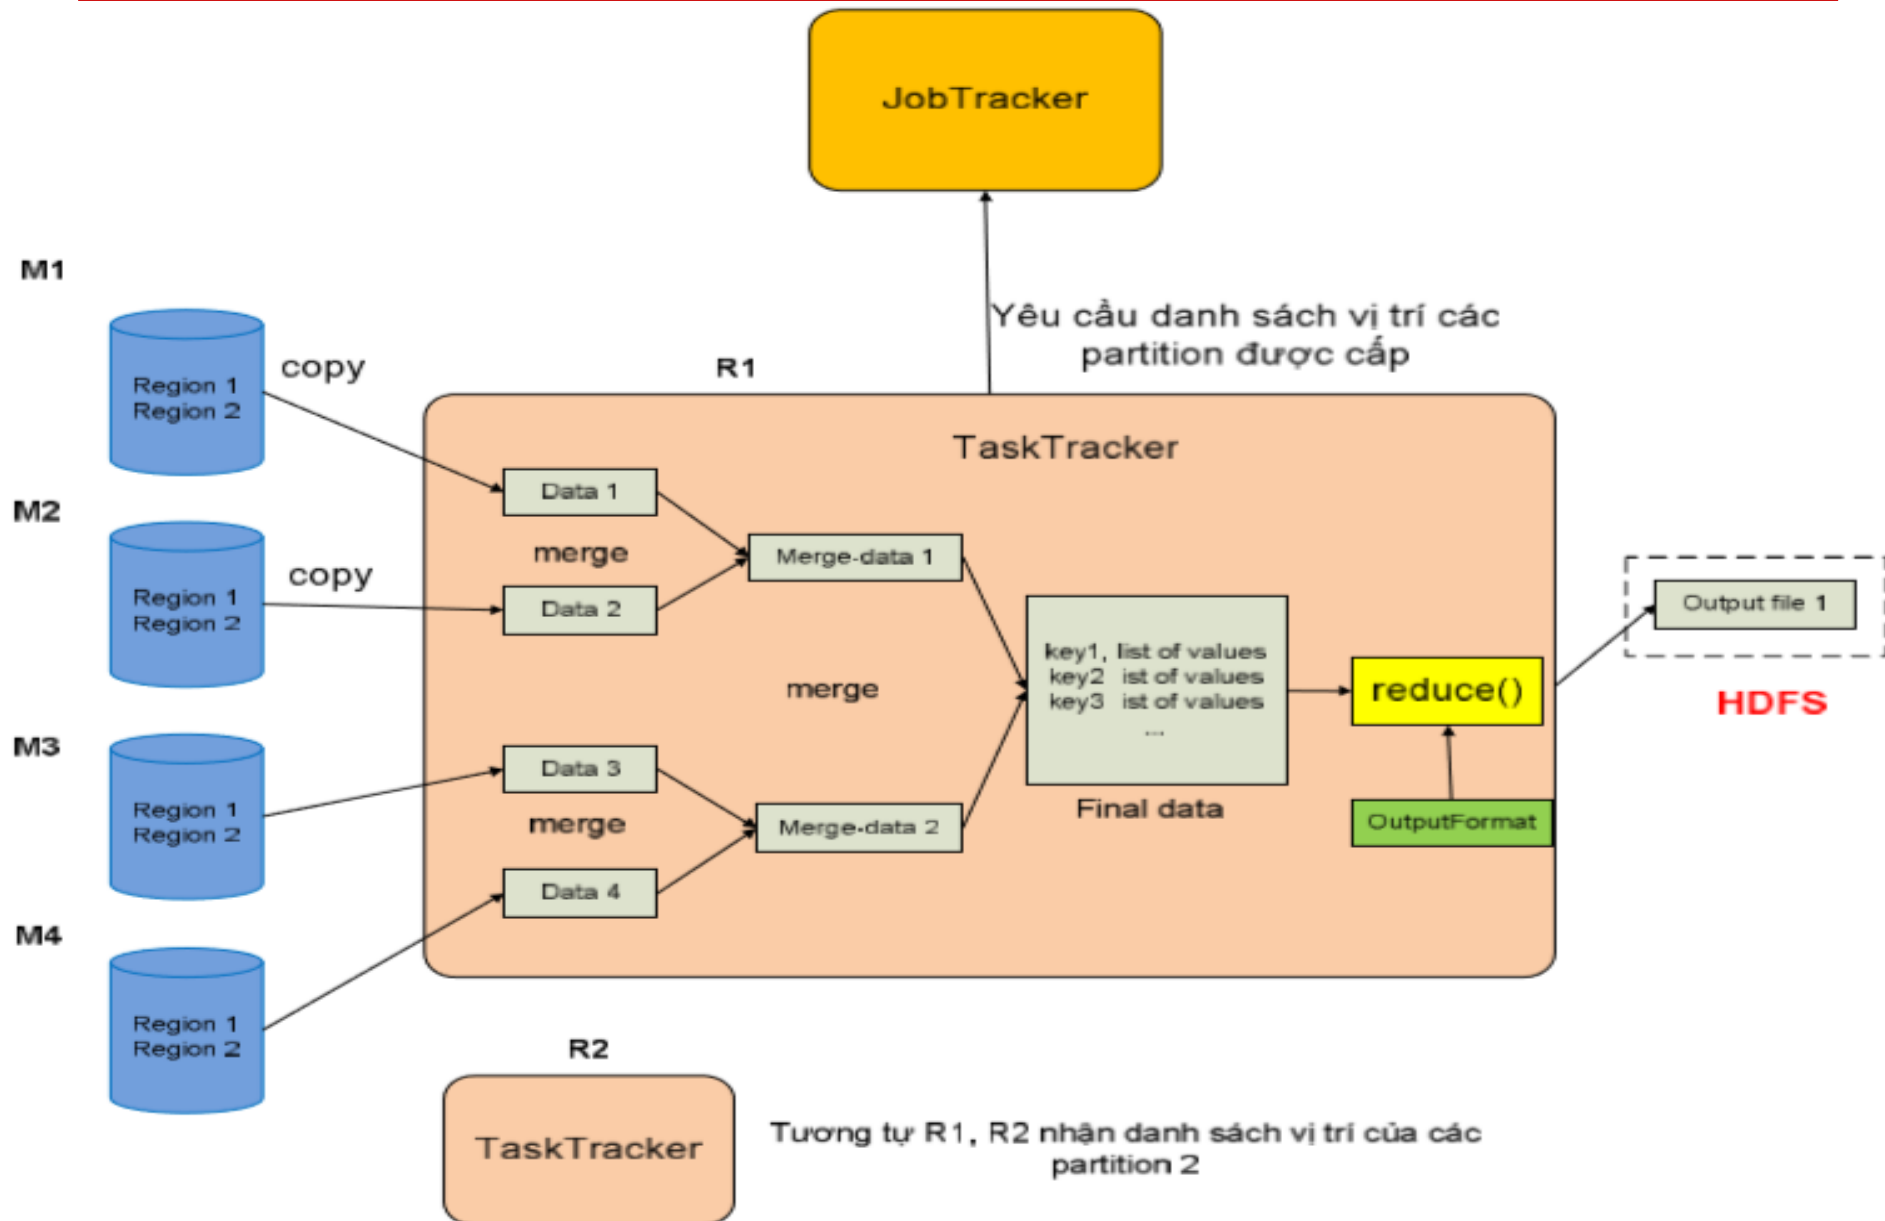 JobTracker
M1
Yêu cầu danh sách vị trí các
partition được cấp
copy
R1
Region 1
Region 2
TaskTracker
Data 1
M2
merge
Merge-data 1
copy
Region 1
Region 2
Data 2
Output file 1
key1, list of values
key2 ist of values
key3 ist of values
...
merge
reduce()
HDFS
M3
Data 3
Region 1
Region 2
merge
Merge-data 2
Final data
OutputFormat
Data 4
M4
Region 1
Region 2
R2
TaskTracker
Tương tự R1, R2 nhận danh sách vị trí của các
partition 2